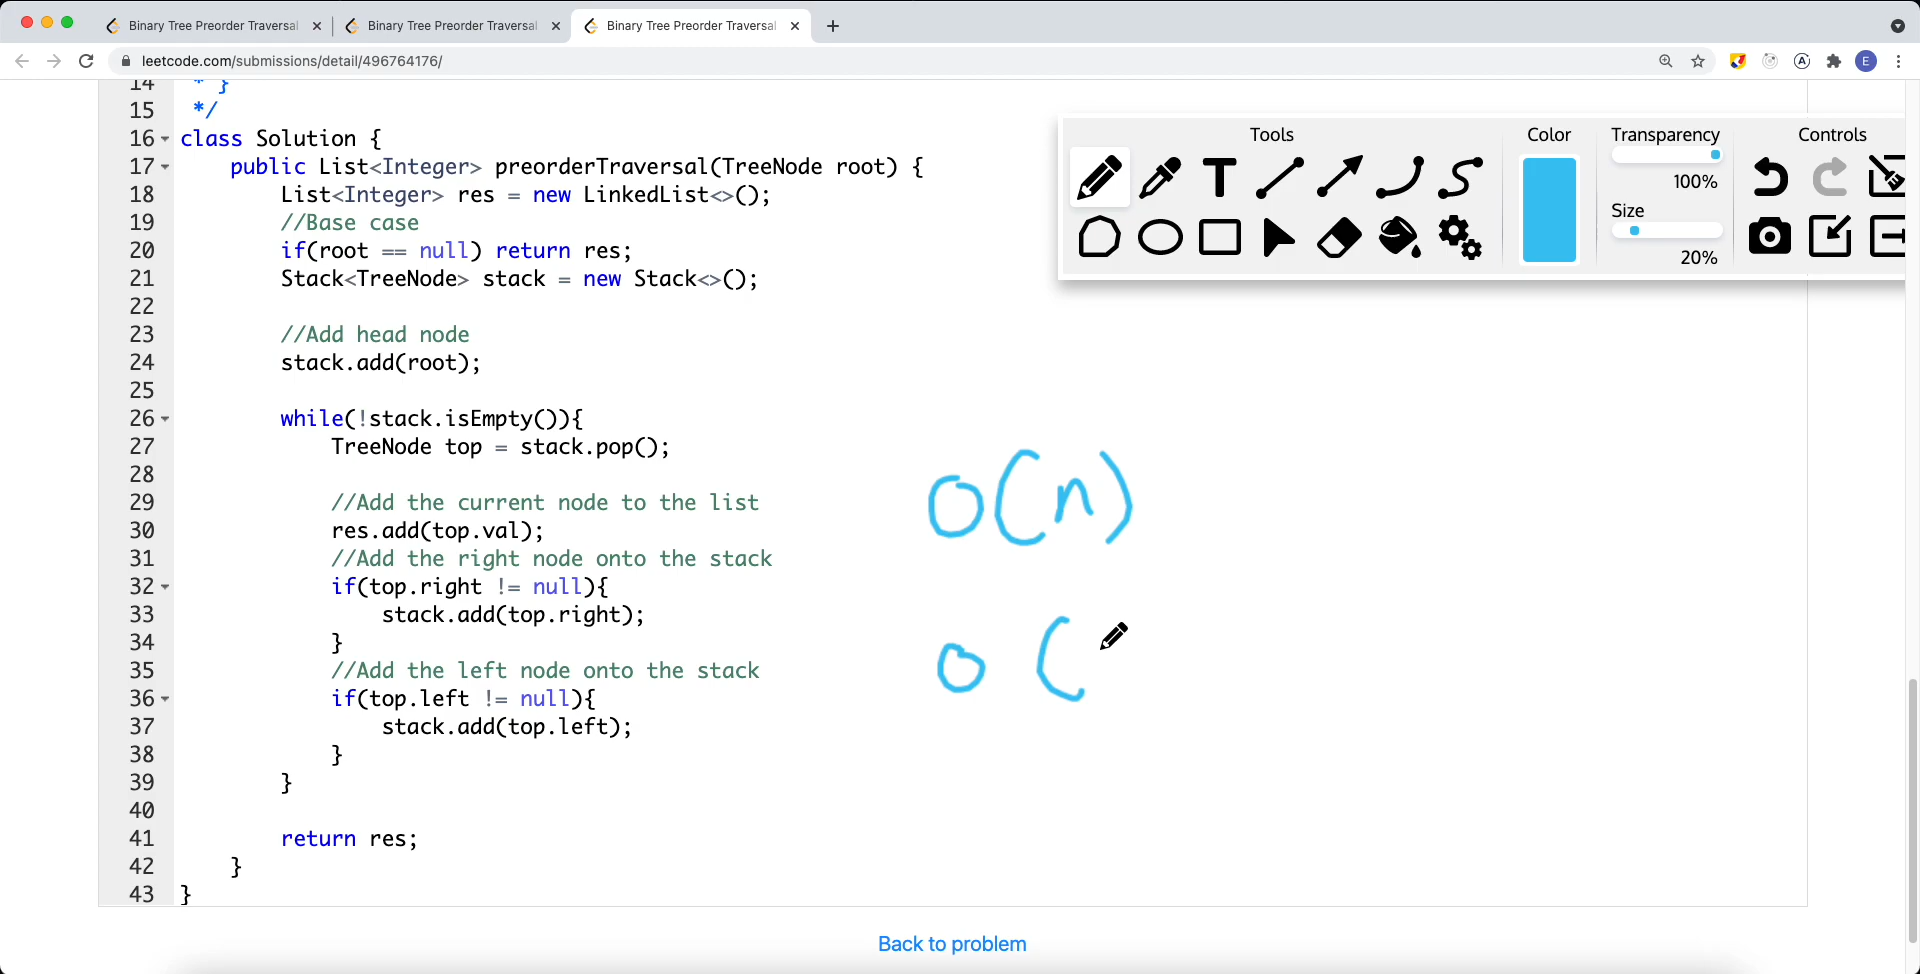 Binary Tree Preorder Traversal
Binary Tree Preorder Traversal
Binary Tree Preorder Traversal
leetcode.com/submissions/detail/496764176/
E
Tools
Color
Transparency
Controls
100%
Size
20%
T
14 * }
15 */
16 class Solution {
17 public List<Integer> preorderTraversal(TreeNode root) {
18 List<Integer> res = new LinkedList<>();
19 //Base case
20 if(root == null) return res;
21 Stack<TreeNode> stack = new Stack<>();
22
23 //Add head node
24 stack.add(root);
25
26 while(!stack.isEmpty()){
27 TreeNode top = stack.pop();
28
29 //Add the current node to the list
30 res.add(top.val);
31 //Add the right node onto the stack
32 if(top.right != null){
33 stack.add(top.right);
34 }
35 //Add the left node onto the stack
36 if(top.left != null){
37 stack.add(top.left);
38 }
39 }
40
41 return res;
42 }
43 }
O(n)
O (
Back to problem